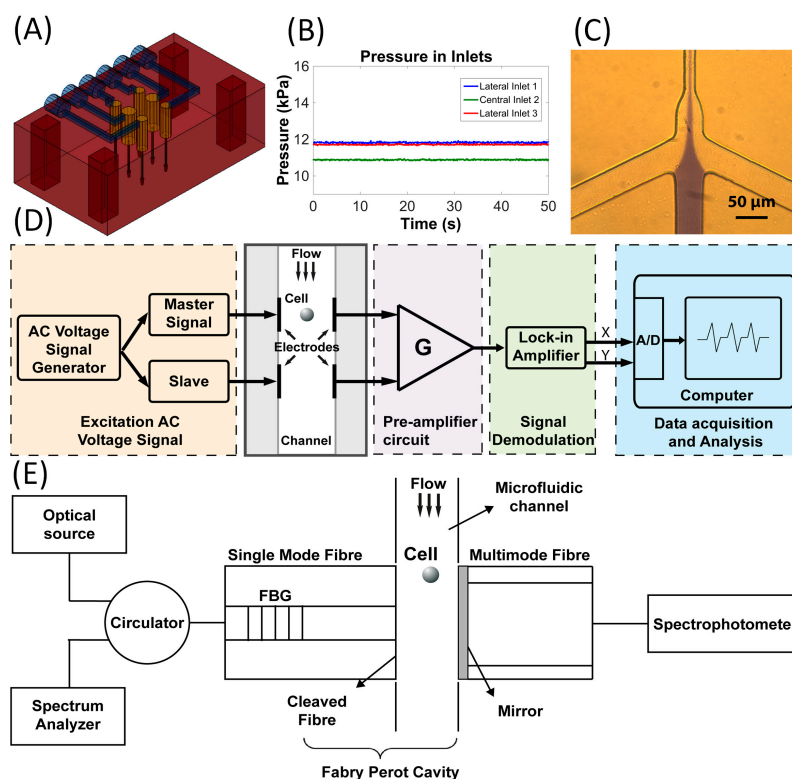 (A)
(B)
Pressure in Inlets
Pressure (kPa)
16
14
12
10
0
10
20
30
40
50
Time (s)
Lateral Inlet 1
Central Inlet 2
Lateral Inlet 3
(C)
50 µm
(D)
AC Voltage
Signal
Generator
Master
Signal
Slave
Excitation AC
Voltage Signal
Flow
Cell
Electrodes
Channel
G
Pre-amplifier
circuit
Lock-in
Amplifier
Signal
Demodulation
X
Y
A/D
Computer
Data acquisition
and Analysis
(E)
Optical
source
Circulator
Spectrum
Analyzer
Single Mode Fibre
FBG
Cleaved
Fibre
Flow
Cell
Microfluidic
channel
Multimode Fibre
Mirror
Spectrophotomete
Fabry Perot Cavity